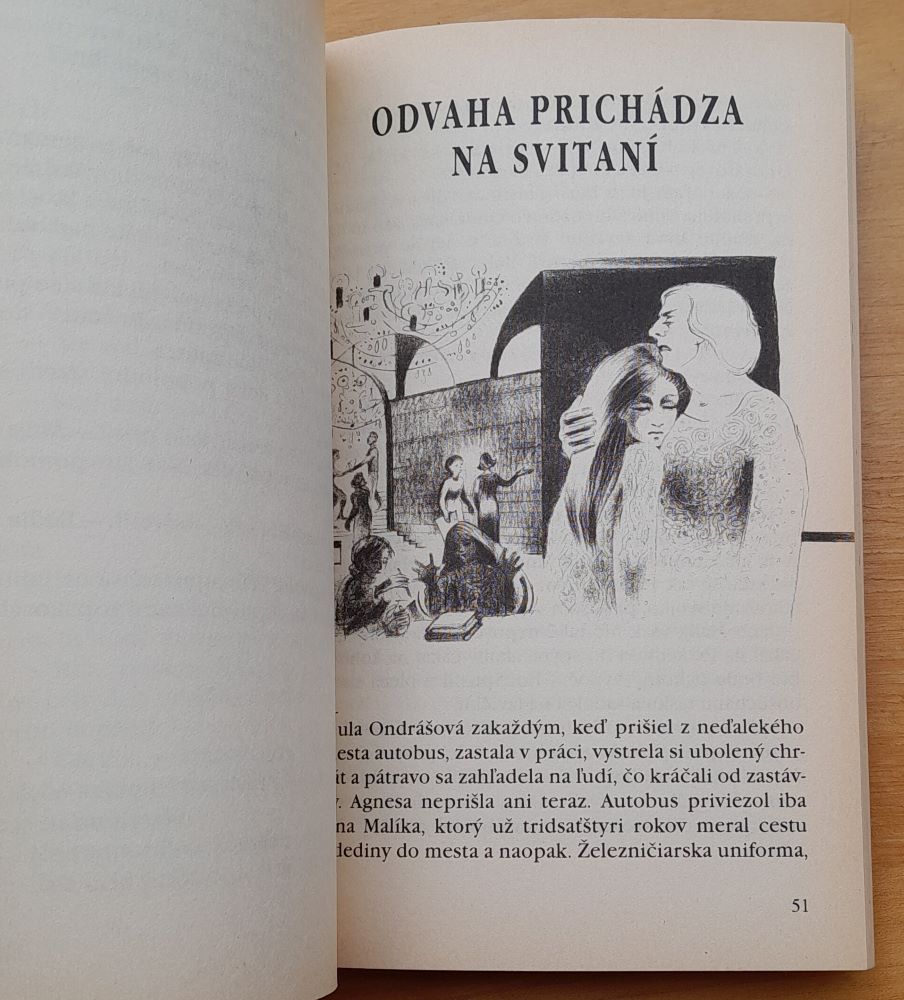 ODVAHA PRICHÁDZA
NA SVITANÍ
ula Ondrášová zakaždým, keď prišiel z neďalekého
esta autobus, zastala v práci, vystrela si ubolený chr-
át a pátravo sa zahľadela na ľudí, čo kráčali od zastáv-
y. Agnesa neprišla ani teraz. Autobus priviezol iba
na Malíka, ktorý už tridsaťštyri rokov meral cestu
dediny do mesta a naopak. Železničiarska uniforma,
51